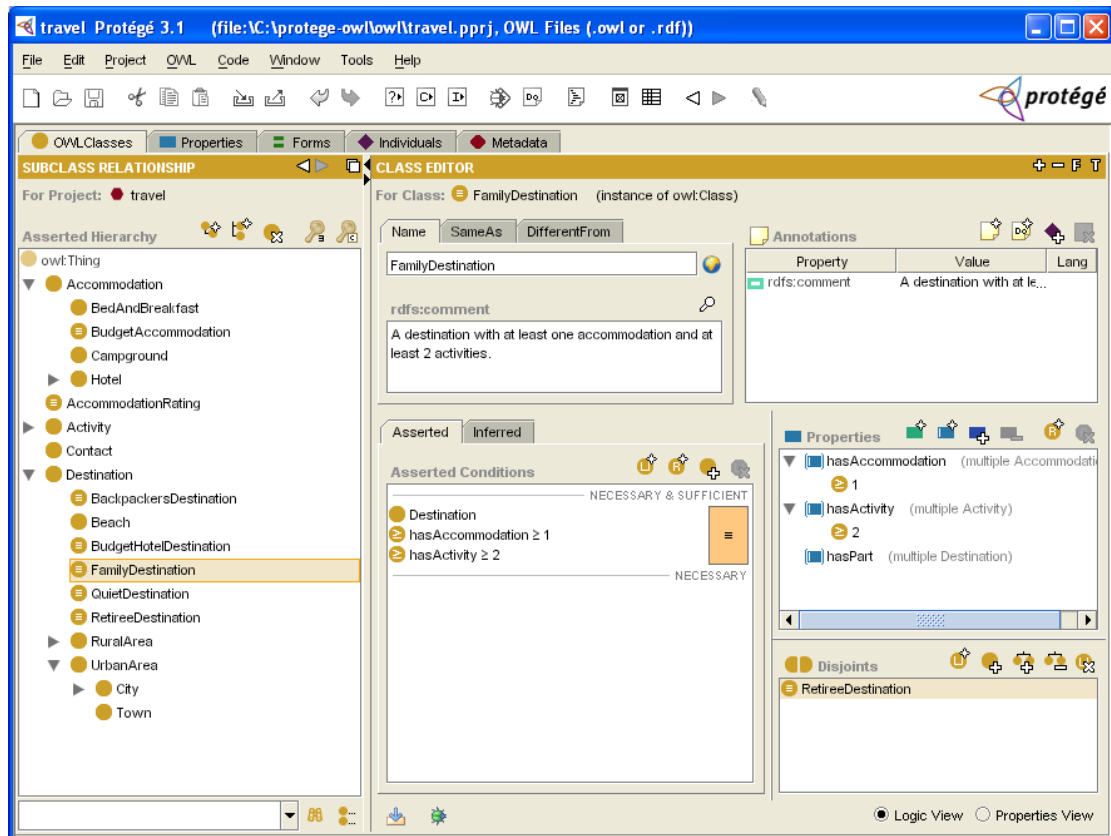 travel Protégé 3.1 (file:\C:\protege-owl\owl\travel.pprj, OWL Files (.owl or .rdf))
File Edit Project OWL Code Window Tools Help
protégé
OWLClasses Properties Forms Individuals Metadata
SUBCLASS RELATIONSHIP
For Project: travel
Asserted Hierarchy
owl:Thing
Accommodation
BedAndBreakfast
BudgetAccommodation
Campground
Hotel
AccommodationRating
Activity
Contact
Destination
BackpackersDestination
Beach
BudgetHotelDestination
FamilyDestination
QuietDestination
RetireeDestination
RuralArea
UrbanArea
City
Town
CLASS EDITOR
For Class: FamilyDestination (instance of owl:Class)
Name SameAs DifferentFrom
FamilyDestination
rdfs:comment
A destination with at least one accommodation and at
least 2 activities.
Annotations
Property Value Lang
rdfs:comment A destination with at le...
Asserted Inferred
Asserted Conditions
NECESSARY & SUFFICIENT
Destination
hasAccommodation ≥ 1
hasActivity ≥ 2
≡
NECESSARY
Properties
hasAccommodation (multiple Accommodati
≥ 1
hasActivity (multiple Activity)
≥ 2
hasPart (multiple Destination)
Disjoints
RetireeDestination
Logic View Properties View